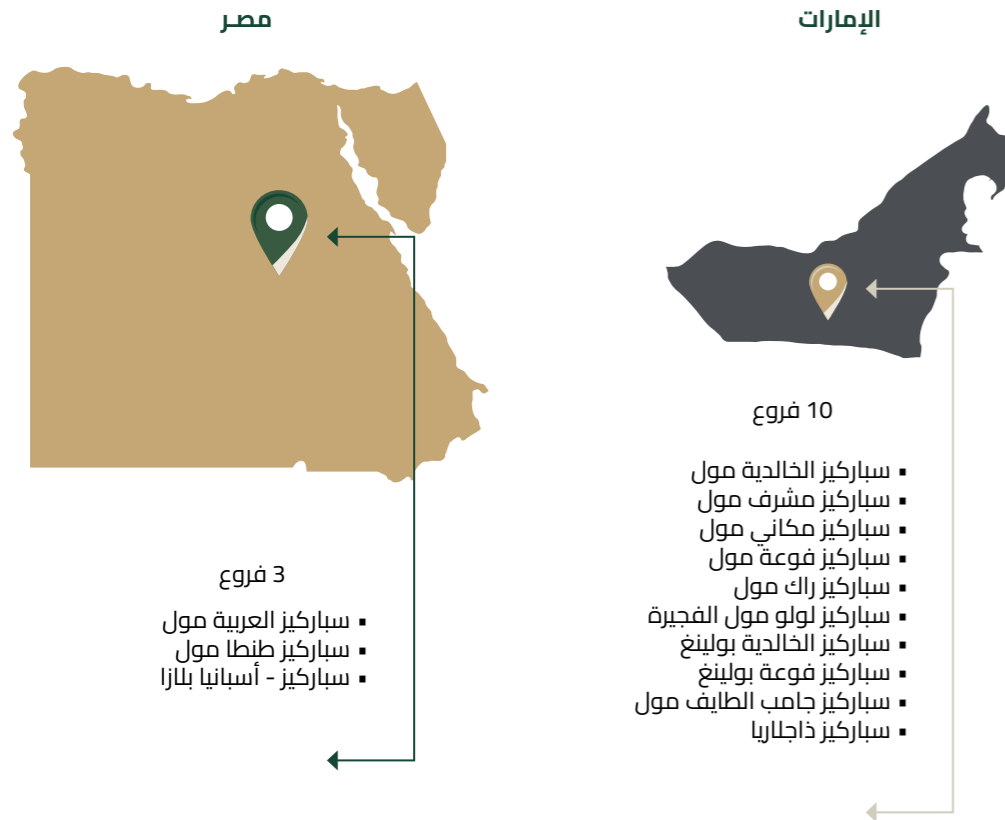 الإمارات
10 فروع
▪ سباركيز الخالدية مول
▪ سباركيز مشرف مول
▪ سباركيز مكاني مول
▪ سباركيز فوعة مول
▪ سباركيز راك مول
▪ سباركيز لولو مول الفجيرة
▪ سباركيز الخالدية بولينغ
▪ سباركيز فوعة بولينغ
▪ سباركيز جامب الطايف مول
▪ سباركيز ذاجلاريا
مصر
3 فروع
▪ سباركيز العربية مول
▪ سباركيز طنطا مول
▪ سباركيز - أسبانيا بلازا